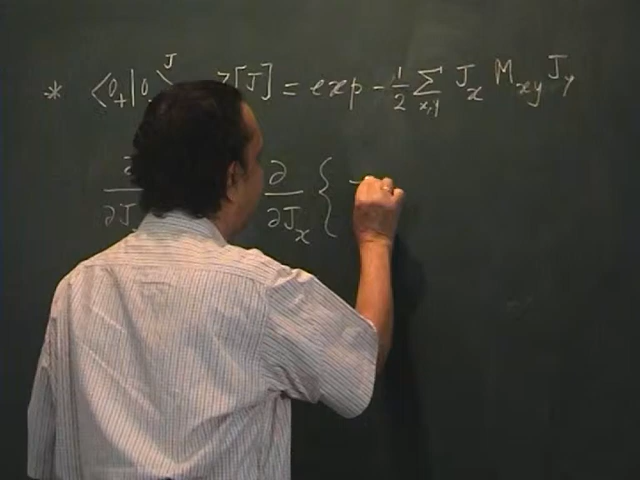 * ⟨0₊|0 ⟩ᴶ Z[J] = exp -½ Σ_{x,y} J_x M_{xy} J_y
∂/∂J ∂/∂J_x { -